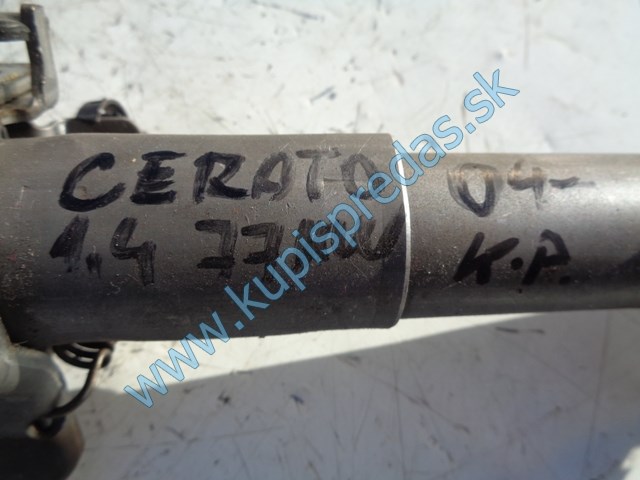 CERATO 04-
1.4 77KW K.P.
www.kupispredas.sk